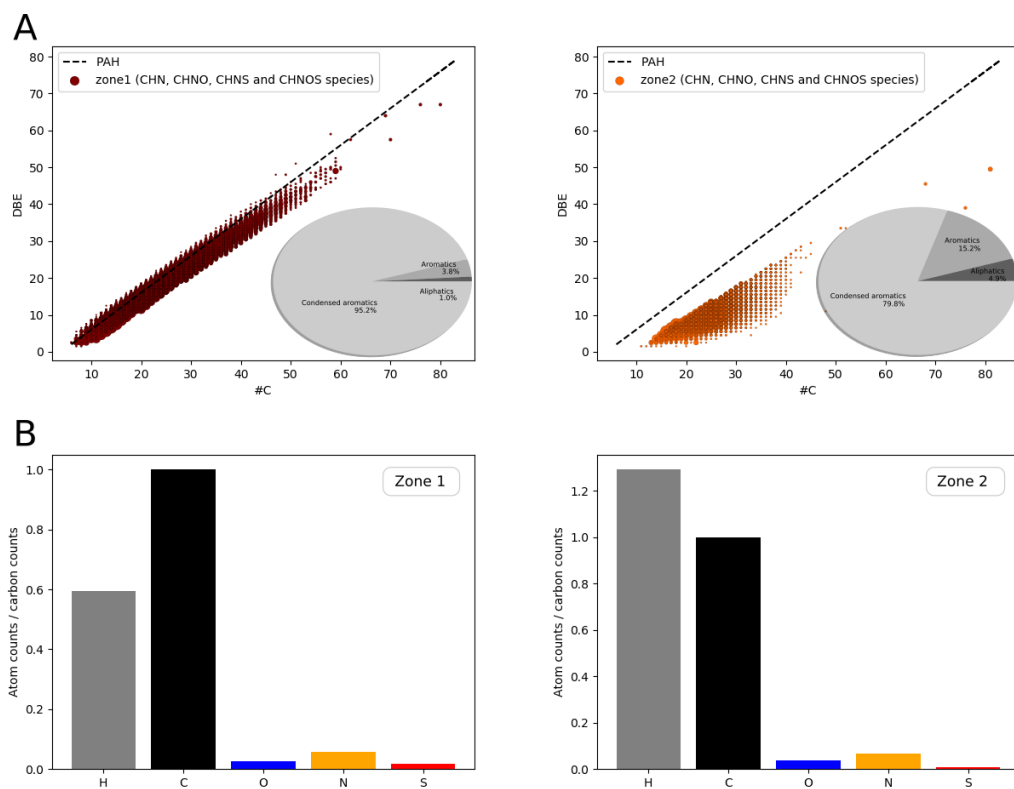 A
80
70
60
50
40
30
20
10
0
DBE
PAH
zone1 (CHN, CHNO, CHNS and CHNOS species)
Aromatics
3.8%
Aliphatics
1.0%
Condensed aromatics
95.2%
10 20 30 40 50 60 70 80
#C
80
70
60
50
40
30
20
10
0
DBE
PAH
zone2 (CHN, CHNO, CHNS and CHNOS species)
Aromatics
15.2%
Aliphatics
4.9%
Condensed aromatics
79.8%
10 20 30 40 50 60 70 80
#C
B
1.0
0.8
0.6
0.4
0.2
0.0
Atom counts / carbon counts
Zone 1
H C O N S
1.2
1.0
0.8
0.6
0.4
0.2
0.0
Atom counts / carbon counts
Zone 2
H C O N S